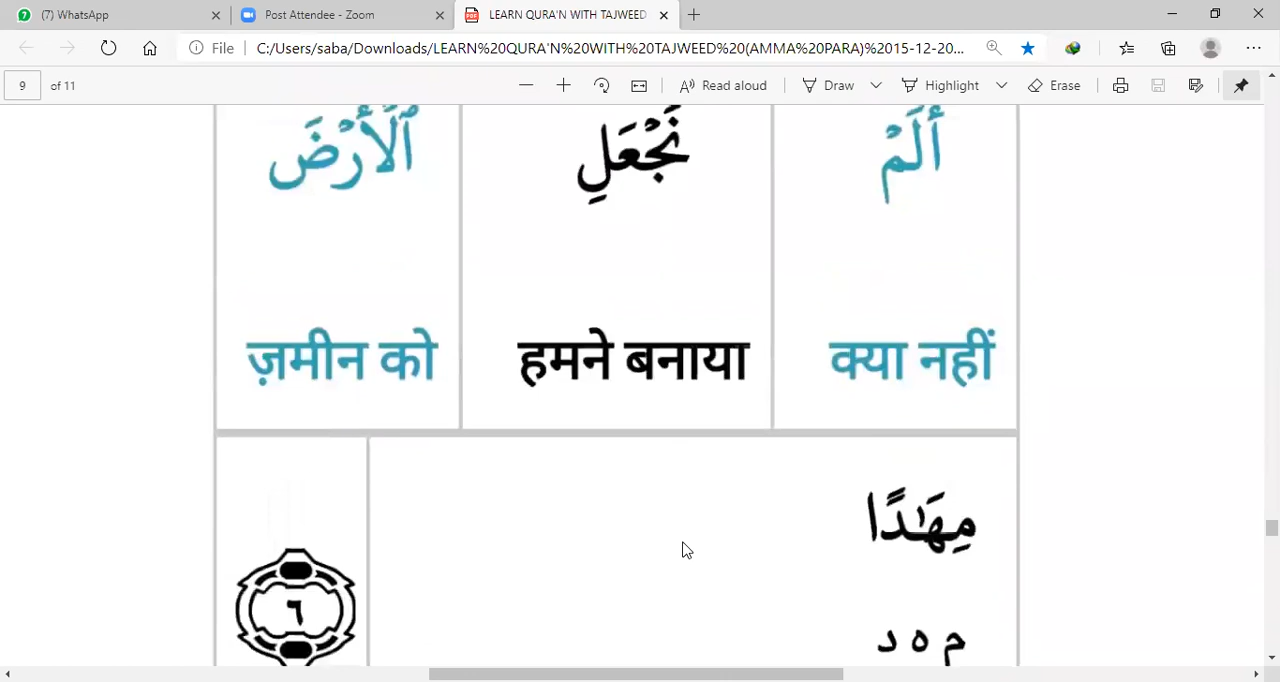 (7) WhatsApp
Post Attendee - Zoom
LEARN QURA'N WITH TAJWEED
File
C:/Users/saba/Downloads/LEARN%20QURA'N%20WITH%20TAJWEED%20(AMMA%20PARA)%2015-12-20...
9 of 11
Read aloud
Draw
Highlight
Erase
أَلَمْ نَجْعَلِ ٱلْأَرْضَ
क्या नहीं हमने बनाया ज़मीन को
مِهَٰدًا
٦
م ه د